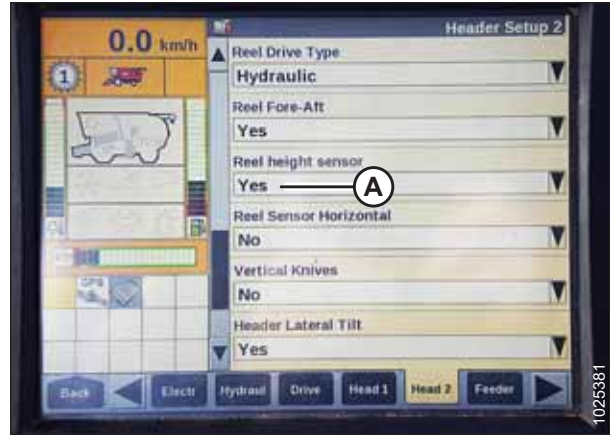 Header Setup 2
0.0 km/h
1
Reel Drive Type
Hydraulic
Reel Fore-Aft
Yes
Reel height sensor
Yes
A
Reel Sensor Horizontal
No
Vertical Knives
No
Header Lateral Tilt
Yes
Back
Electr
Hydraul
Drive
Head 1
Head 2
Feeder
1025381